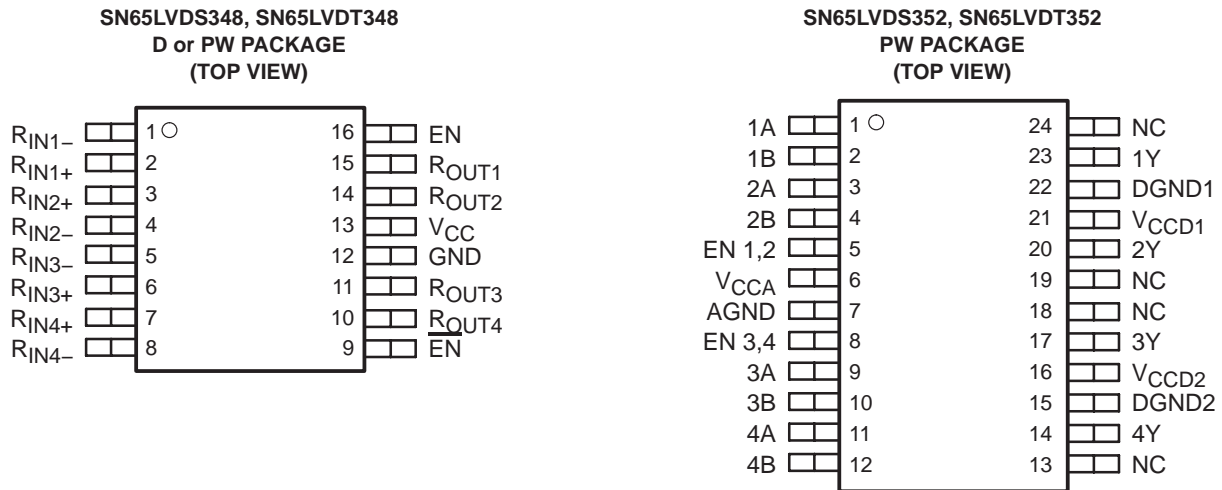 SN65LVDS348, SN65LVDT348
D or PW PACKAGE
(TOP VIEW)
RIN1– 1 16 EN
RIN1+ 2 15 ROUT1
RIN2+ 3 14 ROUT2
RIN2– 4 13 VCC
RIN3– 5 12 GND
RIN3+ 6 11 ROUT3
RIN4+ 7 10 ROUT4
RIN4– 8 9 E̅N̅
SN65LVDS352, SN65LVDT352
PW PACKAGE
(TOP VIEW)
1A 1 24 NC
1B 2 23 1Y
2A 3 22 DGND1
2B 4 21 VCCD1
EN 1,2 5 20 2Y
VCCA 6 19 NC
AGND 7 18 NC
EN 3,4 8 17 3Y
3A 9 16 VCCD2
3B 10 15 DGND2
4A 11 14 4Y
4B 12 13 NC